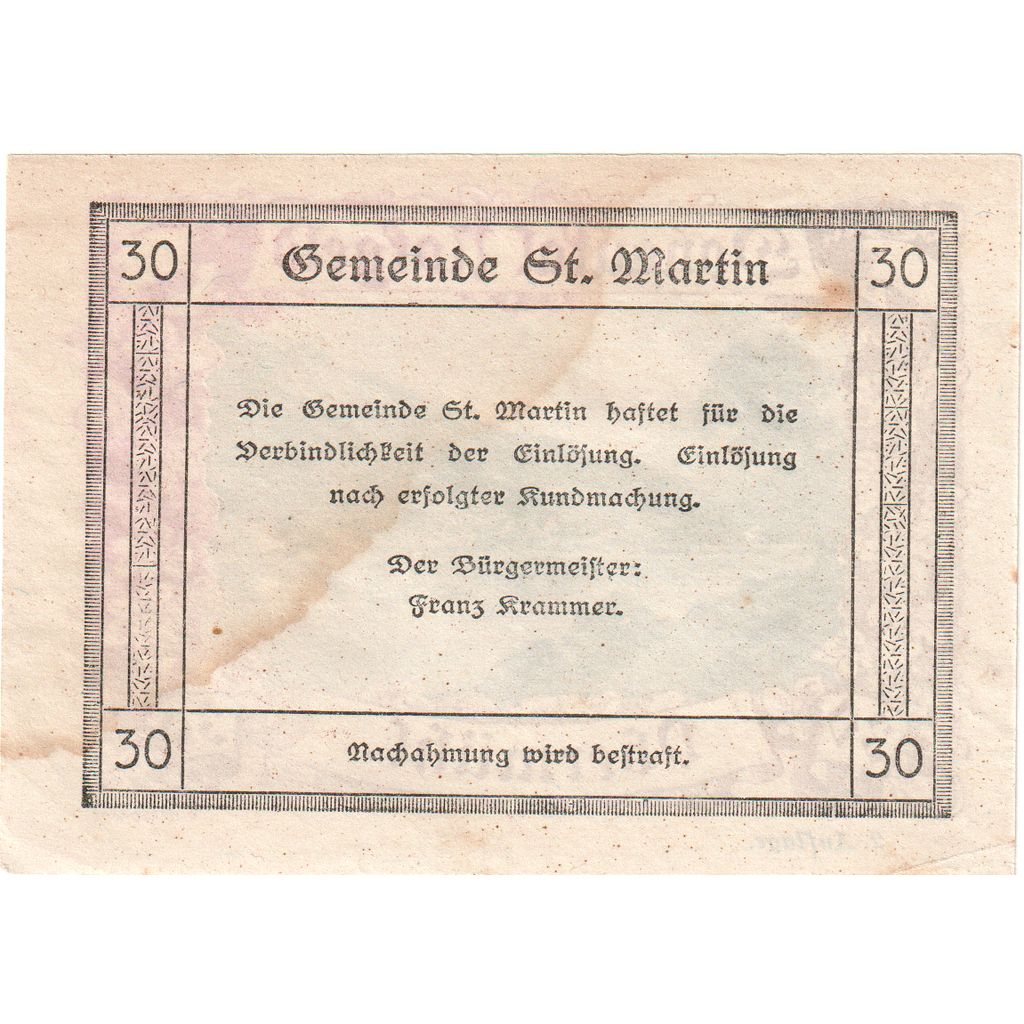 30 Gemeinde St. Martin 30
Die Gemeinde St. Martin haftet für die
Verbindlichkeit der Einlösung. Einlösung
nach erfolgter Kundmachung.
Der Bürgermeister:
Franz Krammer.
30 Nachahmung wird bestraft. 30